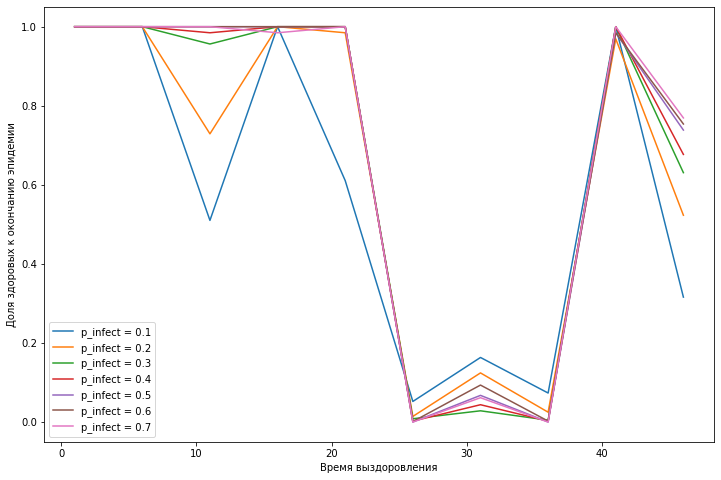 Доля здоровых к окончанию эпидемии
1.0
0.8
0.6
0.4
0.2
0.0
p_infect = 0.1
p_infect = 0.2
p_infect = 0.3
p_infect = 0.4
p_infect = 0.5
p_infect = 0.6
p_infect = 0.7
0
10
20
30
40
Время выздоровления